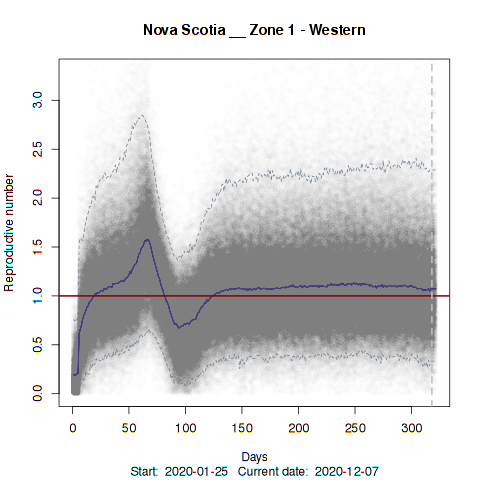 Nova Scotia __ Zone 1 - Western
Reproductive number
3.0
2.5
2.0
1.5
1.0
0.5
0.0
0 50 100 150 200 250 300
Days
Start: 2020-01-25 Current date: 2020-12-07